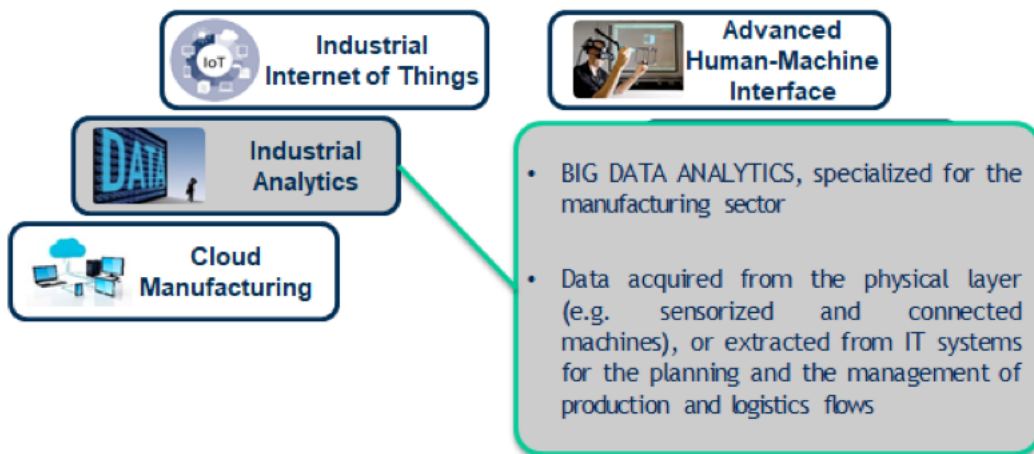 IoT
Industrial
Internet of Things
Advanced
Human-Machine
Interface
DATA
Industrial
Analytics
Cloud
Manufacturing
• BIG DATA ANALYTICS, specialized for the
manufacturing sector
• Data acquired from the physical layer
(e.g. sensorized and connected
machines), or extracted from IT systems
for the planning and the management of
production and logistics flows